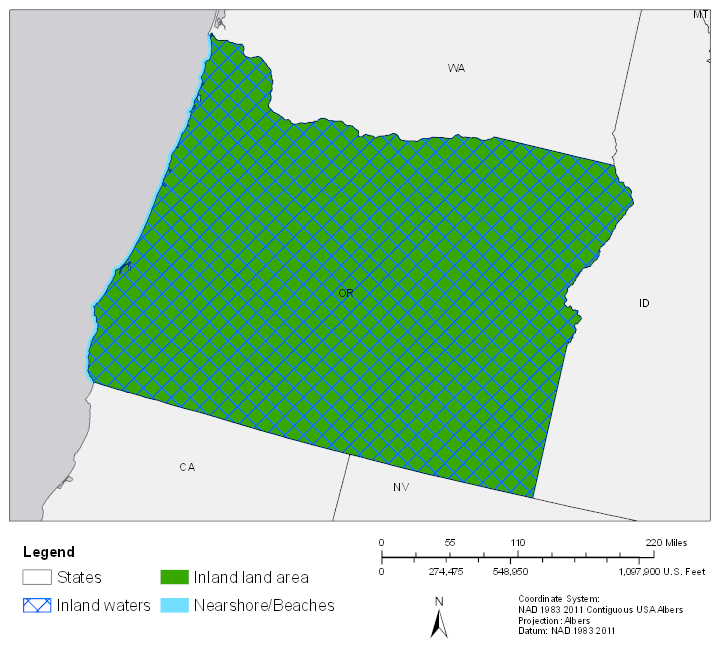 MT
WA
OR
ID
CA
NV
Legend
States
Inland land area
Inland waters
Nearshore/Beaches
0 55 110 220 Miles
0 274,475 548,950 1,097,900 U.S. Feet
N
Coordinate System:
NAD 1983 2011 Contiguous USA Albers
Projection: Albers
Datum: NAD 1983 2011